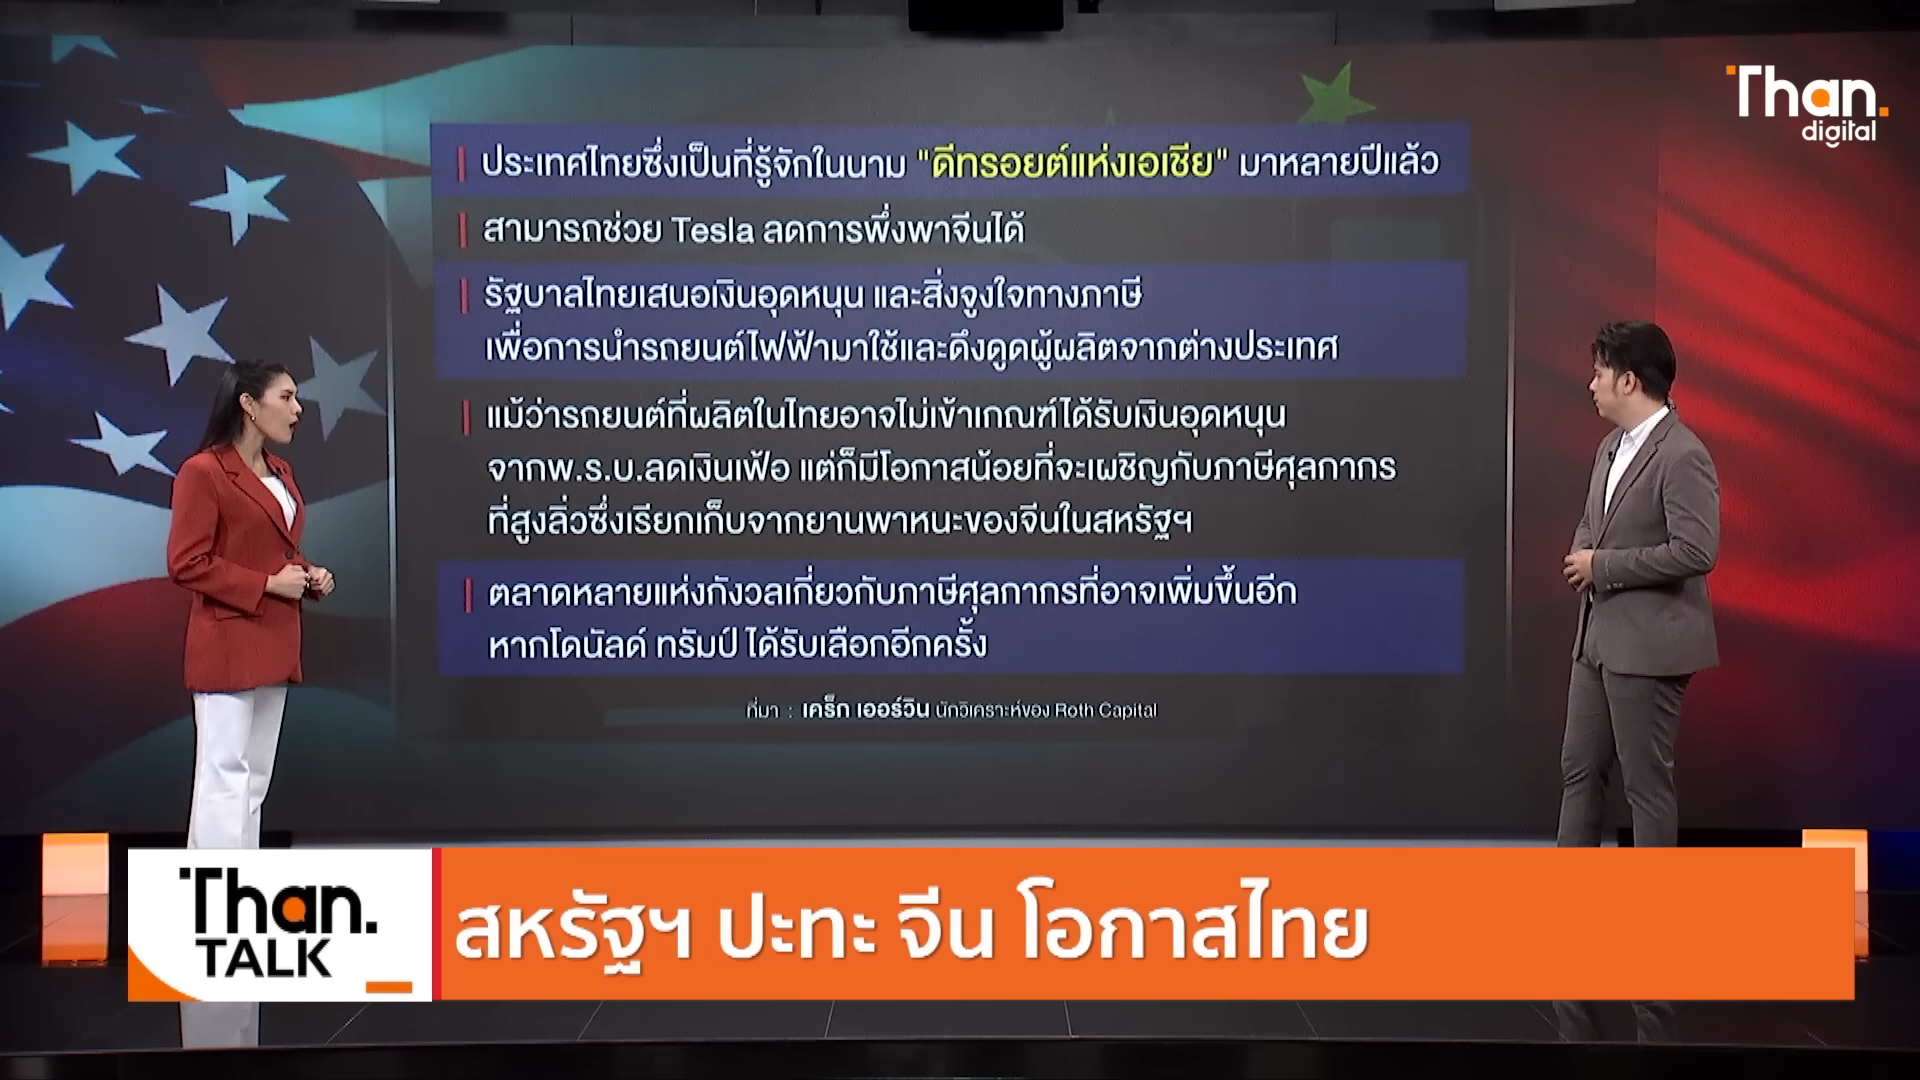 Than.
digital
ประเทศไทยซึ่งเป็นที่รู้จักในนาม "ดีทรอยต์แห่งเอเชีย" มาหลายปีแล้ว
สามารถช่วย Tesla ลดการพึ่งพาจีนได้
รัฐบาลไทยเสนอเงินอุดหนุน และสิ่งจูงใจทางภาษี
เพื่อการนำรถยนต์ไฟฟ้ามาใช้และดึงดูดผู้ผลิตจากต่างประเทศ
แม้ว่ารถยนต์ที่ผลิตในไทยอาจไม่เข้าเกณฑ์ได้รับเงินอุดหนุน
จากพ.ร.บ.ลดเงินเฟ้อ แต่ก็มีโอกาสน้อยที่จะเผชิญกับภาษีศุลกากร
ที่สูงลิ่วซึ่งเรียกเก็บจากยานพาหนะของจีนในสหรัฐฯ
ตลาดหลายแห่งกังวลเกี่ยวกับภาษีศุลกากรที่อาจเพิ่มขึ้นอีก
หากโดนัลด์ ทรัมป์ ได้รับเลือกอีกครั้ง
ที่มา : เคร็ก เออร์วิน นักวิเคราะห์ของ Roth Capital
Than.
TALK
สหรัฐฯ ปะทะ จีน โอกาสไทย